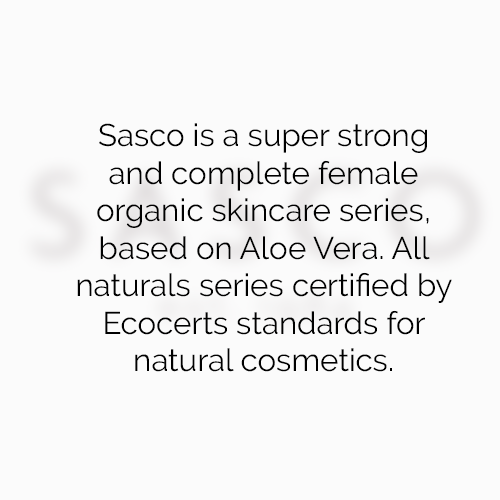 Sasco is a super strong
and complete female
organic skincare series,
based on Aloe Vera. All
naturals series certified by
Ecocerts standards for
natural cosmetics.
SASCO